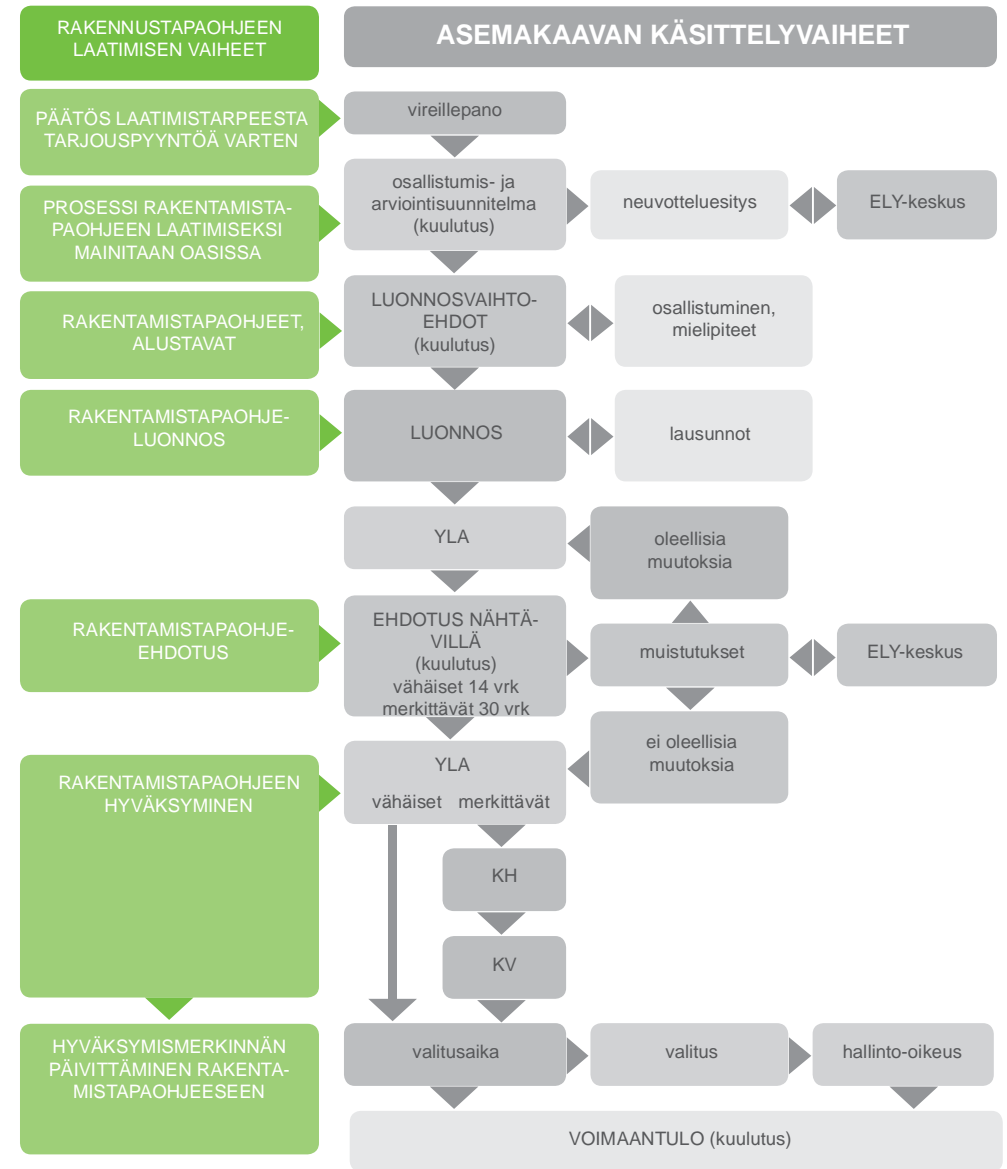 RAKENNUSTAPAOHJEEN
LAATIMISEN VAIHEET
ASEMAKAAVAN KÄSITTELYVAIHEET
PÄÄTÖS LAATIMISTARPEESTA
TARJOUSPYYNTÖÄ VARTEN
vireillepano
PROSESSI RAKENTAMISTA-
PAOHJEEN LAATIMISEKSI
MAINITAAN OASISSA
osallistumis- ja
arviointisuunnitelma
(kuulutus)
neuvotteluesitys
ELY-keskus
RAKENTAMISTAPAOHJEET,
ALUSTAVAT
LUONNOSVAIHTO-
EHDOT
(kuulutus)
osallistuminen,
mielipiteet
RAKENTAMISTAPAOHJE-
LUONNOS
LUONNOS
lausunnot
YLA
oleellisia
muutoksia
RAKENTAMISTAPAOHJE-
EHDOTUS
EHDOTUS NÄHTÄ-
VILLÄ
(kuulutus)
vähäiset 14 vrk
merkittävät 30 vrk
muistutukset
ELY-keskus
ei oleellisia
muutoksia
RAKENTAMISTAPAOHJEEN
HYVÄKSYMINEN
YLA
vähäiset merkittävät
KH
KV
HYVÄKSYMISMERKINNÄN
PÄIVITTÄMINEN RAKENTA-
MISTAPAOHJEESEEN
valitusaika
valitus
hallinto-oikeus
VOIMAANTULO (kuulutus)